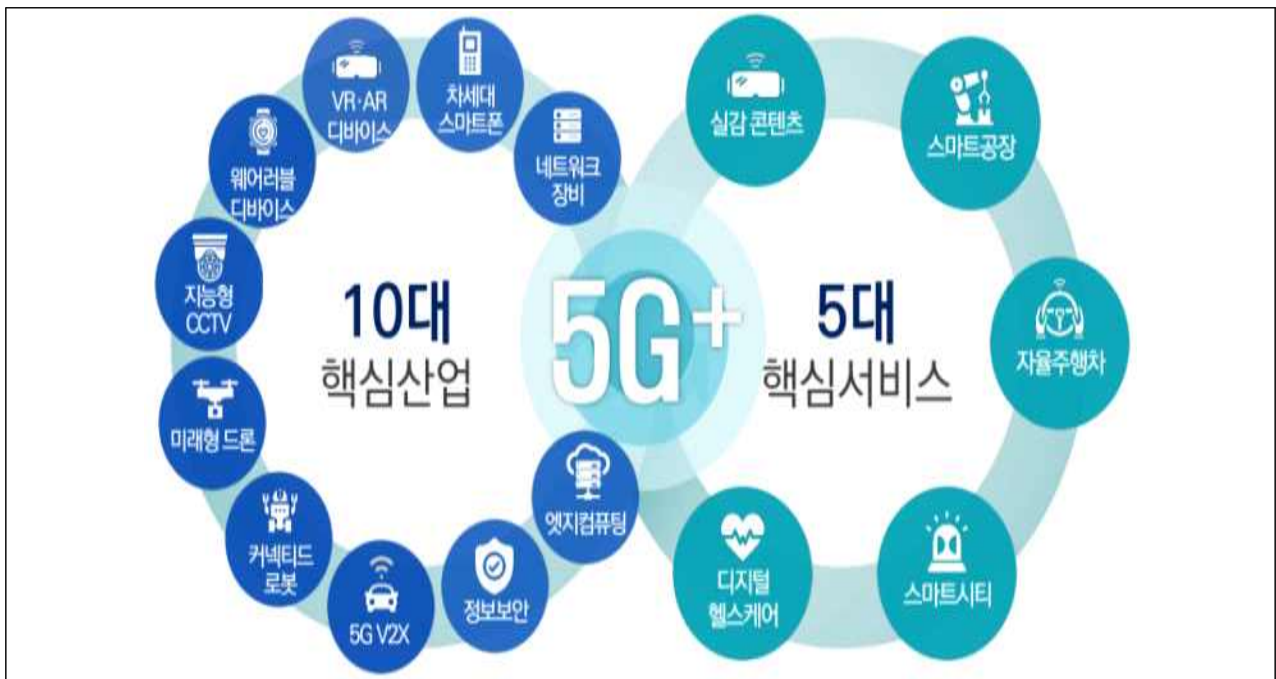 VR·AR
디바이스
차세대
스마트폰
네트워크
장비
웨어러블
디바이스
지능형
CCTV
미래형 드론
커넥티드
로봇
5G V2X
정보보안
엣지컴퓨팅
10대
핵심산업
5G+
5대
핵심서비스
실감 콘텐츠
스마트공장
자율주행차
스마트시티
디지털
헬스케어